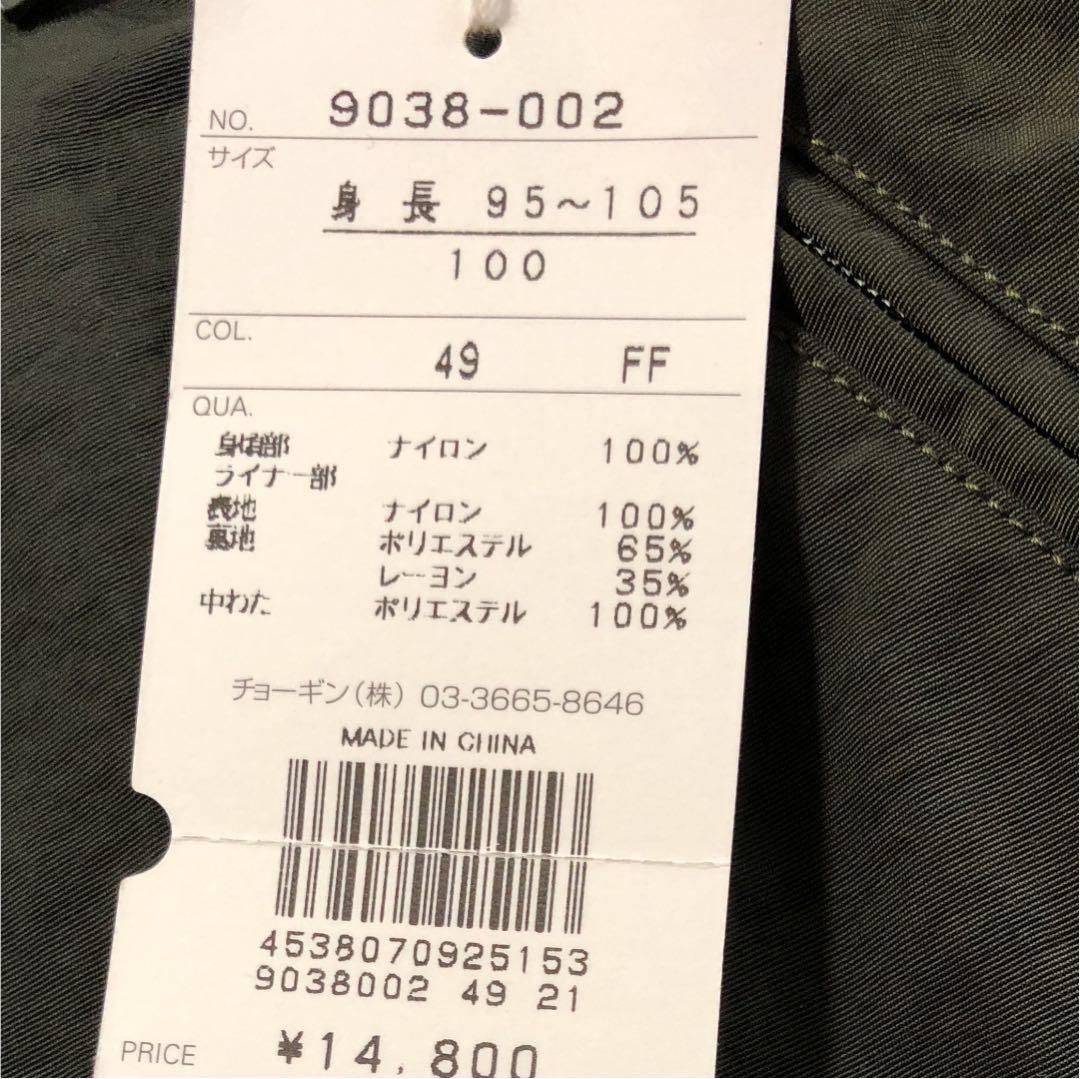 NO. 9038-002
サイズ
身 長 95~105
100
COL. 49 FF
QUA.
身頃部 ナイロン 100%
ライナー部
表地 ナイロン 100%
裏地 ポリエステル 65%
レーヨン 35%
中わた ポリエステル 100%
チョーギン(株) 03-3665-8646
MADE IN CHINA
4538070925153
9038002 49 21
PRICE ¥14,800